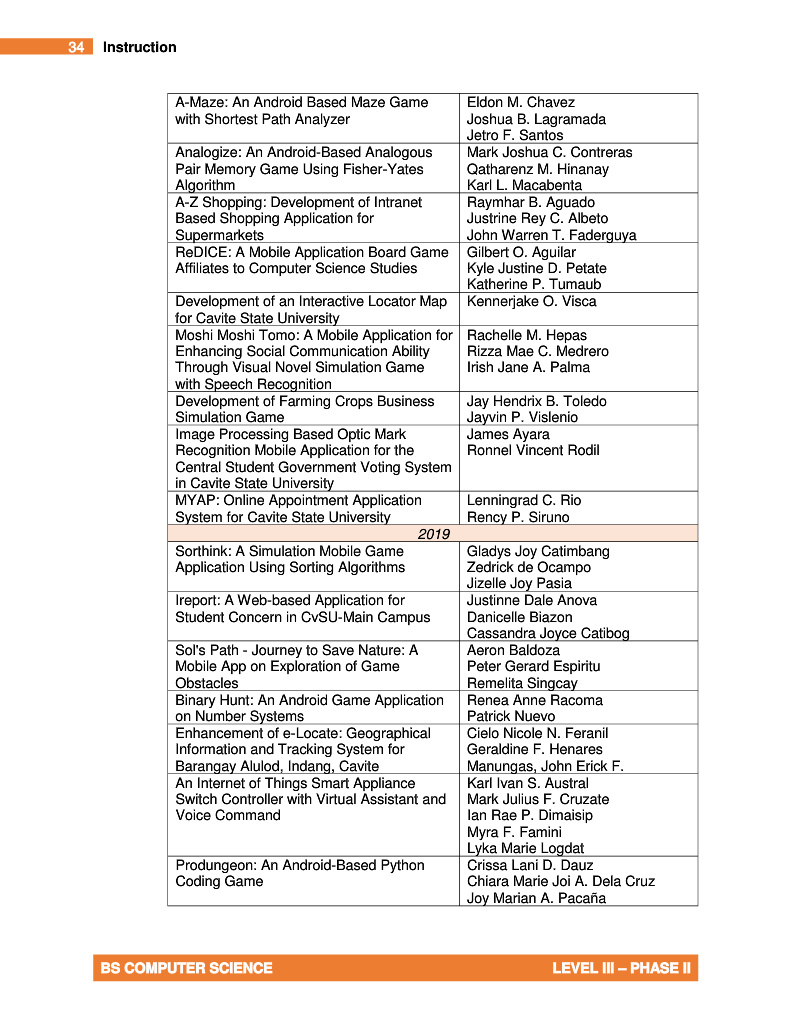 34 Instruction
A-Maze: An Android Based Maze Game
with Shortest Path Analyzer
Eldon M. Chavez
Joshua B. Lagramada
Jetro F. Santos
Analogize: An Android-Based Analogous
Pair Memory Game Using Fisher-Yates
Algorithm
Mark Joshua C. Contreras
Qatharenz M. Hinanay
Karl L. Macabenta
A-Z Shopping: Development of Intranet
Based Shopping Application for
Supermarkets
Raymhar B. Aguado
Justrine Rey C. Albeto
John Warren T. Faderguya
ReDICE: A Mobile Application Board Game
Affiliates to Computer Science Studies
Gilbert O. Aguilar
Kyle Justine D. Petate
Katherine P. Tumaub
Development of an Interactive Locator Map
for Cavite State University
Kennerjake O. Visca
Moshi Moshi Tomo: A Mobile Application for
Enhancing Social Communication Ability
Through Visual Novel Simulation Game
with Speech Recognition
Rachelle M. Hepas
Rizza Mae C. Medrero
Irish Jane A. Palma
Development of Farming Crops Business
Simulation Game
Jay Hendrix B. Toledo
Jayvin P. Vislenio
Image Processing Based Optic Mark
Recognition Mobile Application for the
Central Student Government Voting System
in Cavite State University
James Ayara
Ronnel Vincent Rodil
MYAP: Online Appointment Application
System for Cavite State University
Lenningrad C. Rio
Rency P. Siruno
2019
Sorthink: A Simulation Mobile Game
Application Using Sorting Algorithms
Gladys Joy Catimbang
Zedrick de Ocampo
Jizelle Joy Pasia
Ireport: A Web-based Application for
Student Concern in CvSU-Main Campus
Justinne Dale Anova
Danicelle Biazon
Cassandra Joyce Catibog
Sol's Path - Journey to Save Nature: A
Mobile App on Exploration of Game
Obstacles
Aeron Baldoza
Peter Gerard Espiritu
Remelita Singcay
Binary Hunt: An Android Game Application
on Number Systems
Renea Anne Racoma
Patrick Nuevo
Enhancement of e-Locate: Geographical
Information and Tracking System for
Barangay Alulod, Indang, Cavite
Cielo Nicole N. Feranil
Geraldine F. Henares
Manungas, John Erick F.
An Internet of Things Smart Appliance
Switch Controller with Virtual Assistant and
Voice Command
Karl Ivan S. Austral
Mark Julius F. Cruzate
Ian Rae P. Dimaisip
Myra F. Famini
Lyka Marie Logdat
Produngeon: An Android-Based Python
Coding Game
Crissa Lani D. Dauz
Chiara Marie Joi A. Dela Cruz
Joy Marian A. Pacaña
BS COMPUTER SCIENCE LEVEL III – PHASE II